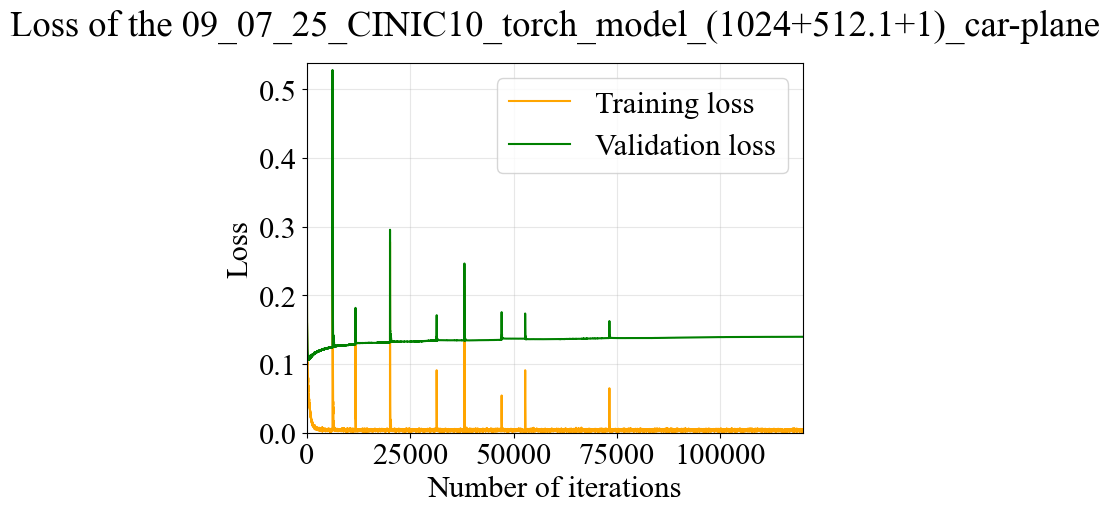 Loss of the 09_07_25_CINIC10_torch_model_(1024+512.1+1)_car-plane
Training loss
Validation loss
Loss
0.5
0.4
0.3
0.2
0.1
0.0
0 25000 50000 75000 100000
Number of iterations